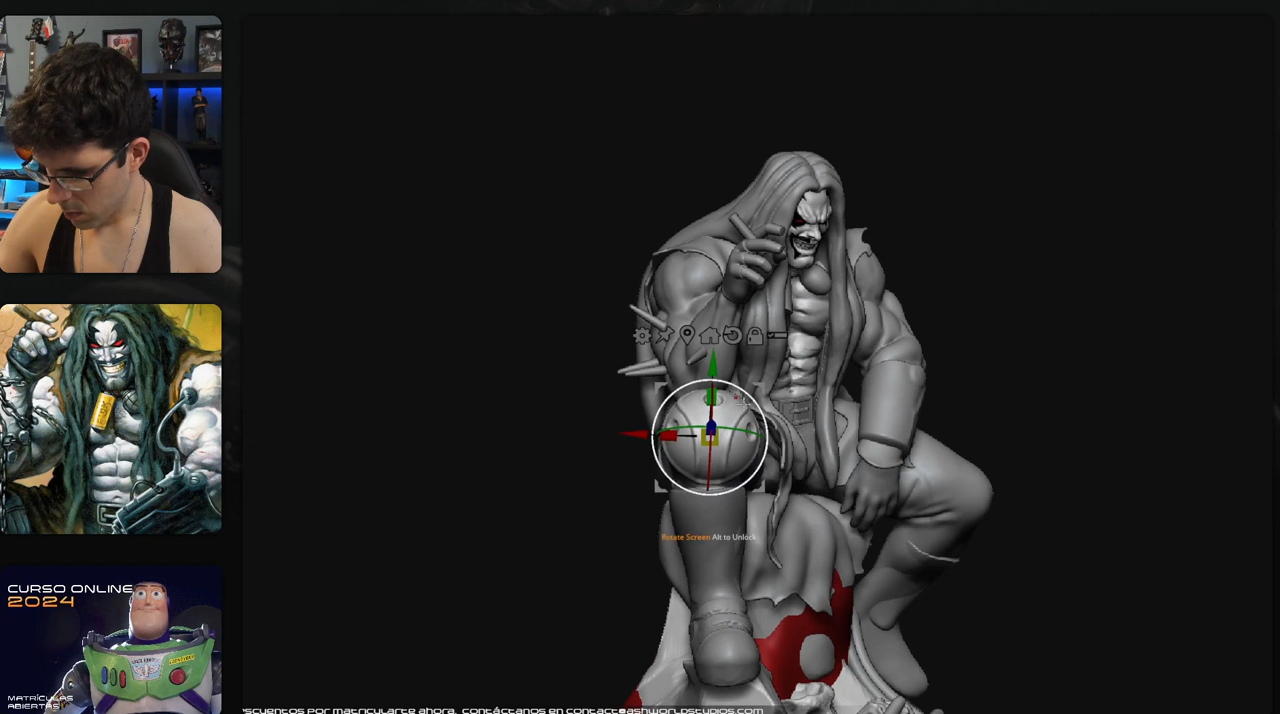 CURSO ONLINE
2024
MATRÍCULAS
ABIERTAS
Rotate Screen Alt to Unlock
SCUENTOS POR MATRICULARTE AHORA, CONTÁCTANOS EN CONTACT@ASHWORLDSTUDIOS.COM